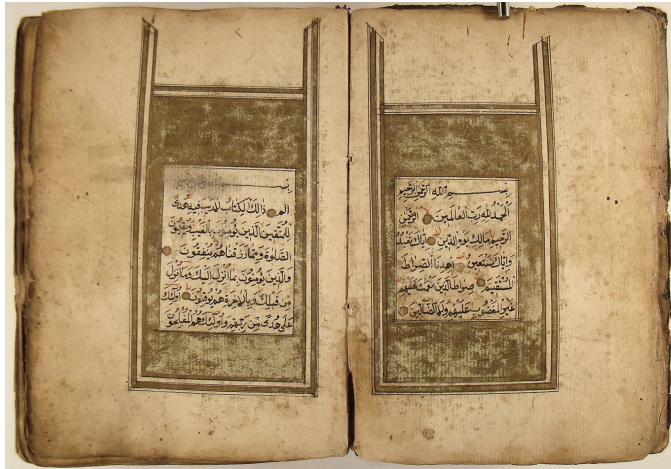 بسم الله الرحمن الرحيم
الحمد لله رب العالمين الرحمن
الرحيم مالك يوم الدين اياك نعبد
واياك نستعين اهدنا الصراط
المستقيم صراط الذين انعمت عليهم
غير المغضوب عليهم ولا الضالين
بسم
الم ذالك الكتاب لا ريب فيه هدى
للمتقين الذين يومنون بالغيب ويقيمون
الصلوة ومما رزقناهم ينفقون
والذين يومنون بما انزل اليك وما انزل
من قبلك وبالاخرة هم يوقنون اولئك
على هدى من ربهم واولئك هم المفلحون